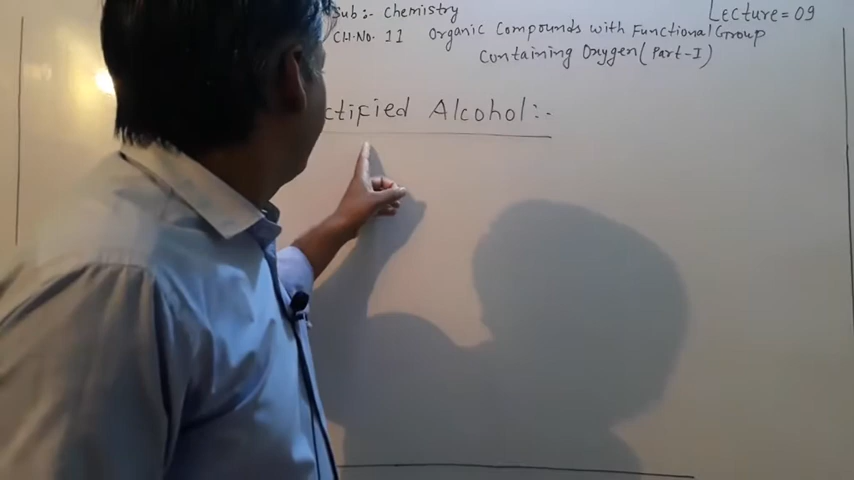 Sub:- Chemistry
Lecture = 09
CH.No. 11 Organic Compounds with Functional Group
Containing Oxygen (Part-I)
ctified Alcohol:-